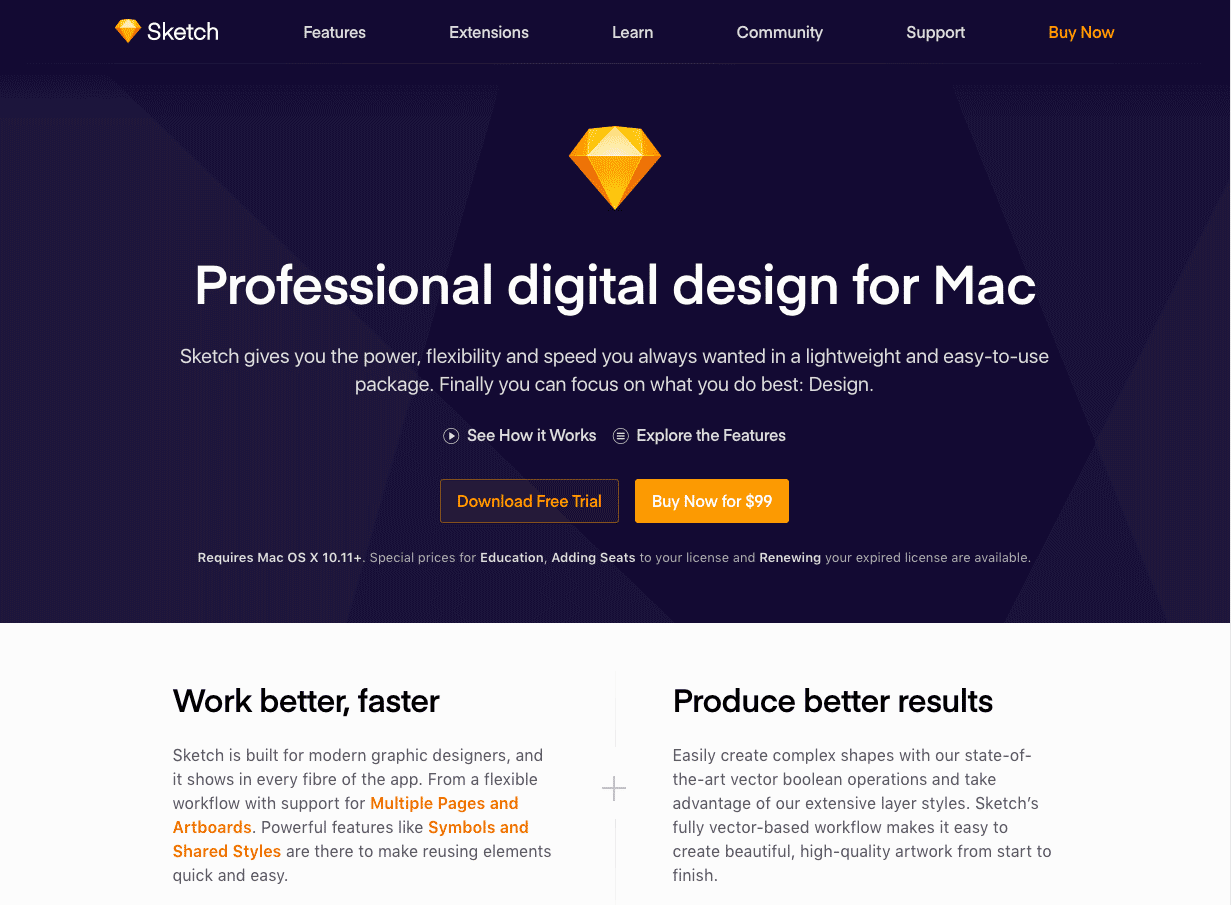 Sketch
Features
Extensions
Learn
Community
Support
Buy Now
Professional digital design for Mac
Sketch gives you the power, flexibility and speed you always wanted in a lightweight and easy-to-use
package. Finally you can focus on what you do best: Design.
See How it Works
Explore the Features
Download Free Trial
Buy Now for $99
Requires Mac OS X 10.11+. Special prices for Education, Adding Seats to your license and Renewing your expired license are available.
Work better, faster
Sketch is built for modern graphic designers, and
it shows in every fibre of the app. From a flexible
workflow with support for Multiple Pages and
Artboards. Powerful features like Symbols and
Shared Styles are there to make reusing elements
quick and easy.
Produce better results
Easily create complex shapes with our state-of-
the-art vector boolean operations and take
advantage of our extensive layer styles. Sketch’s
fully vector-based workflow makes it easy to
create beautiful, high-quality artwork from start to
finish.